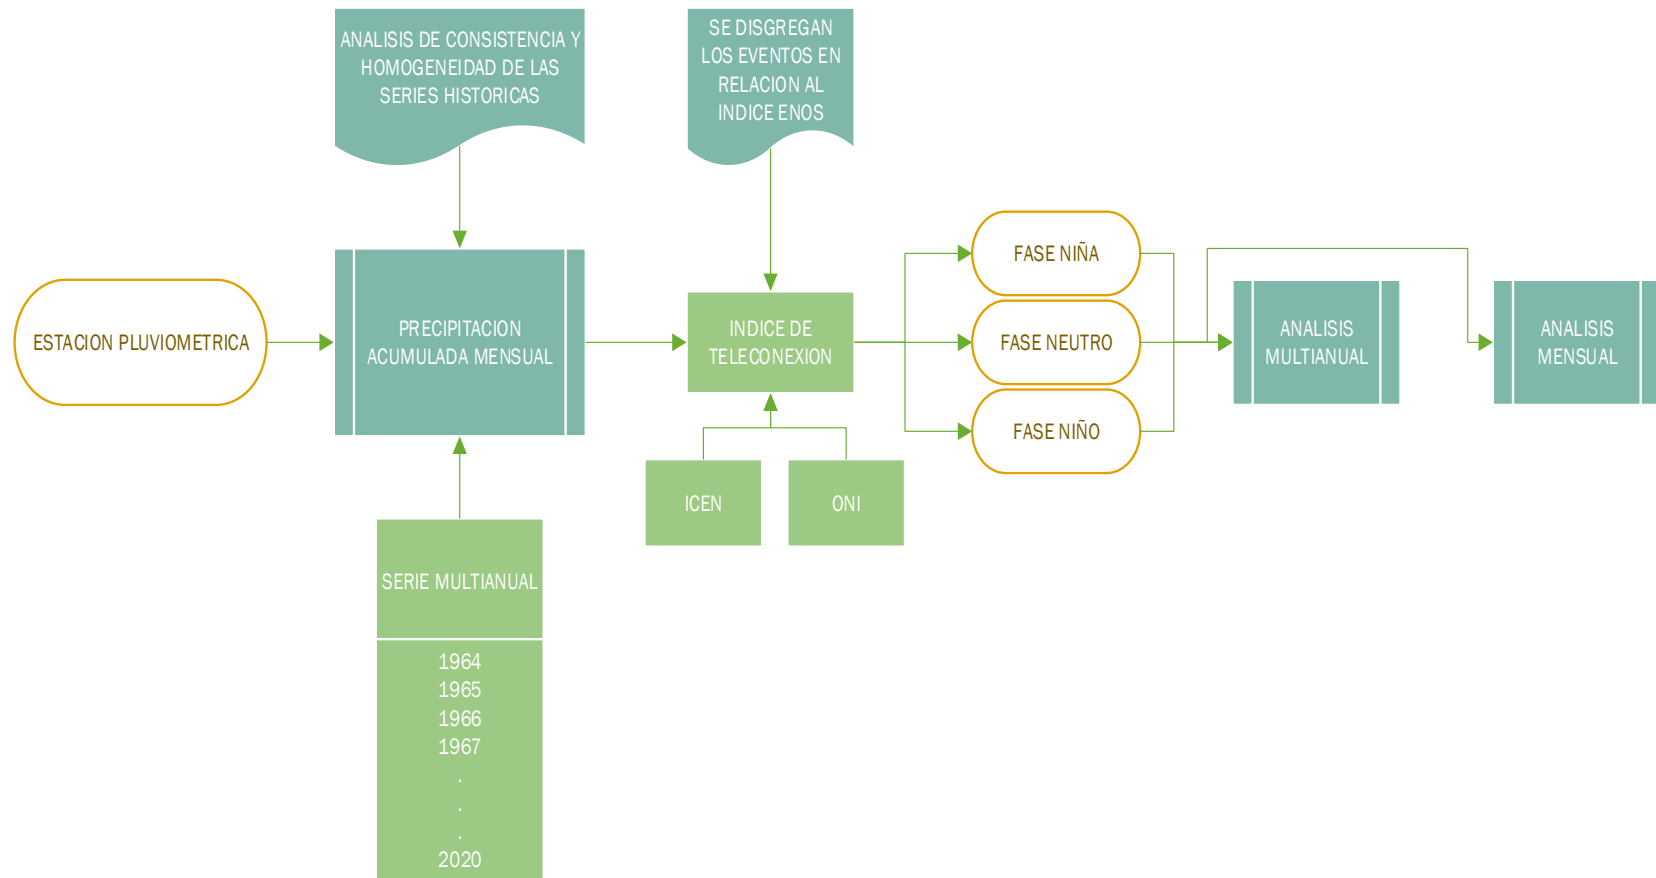 ANALISIS DE CONSISTENCIA Y
HOMOGENEIDAD DE LAS
SERIES HISTORICAS
SE DISGREGAN
LOS EVENTOS EN
RELACION AL
INDICE ENOS
ESTACION PLUVIOMETRICA
PRECIPITACION
ACUMULADA MENSUAL
INDICE DE
TELECONEXION
FASE NIÑA
FASE NEUTRO
FASE NIÑO
ANALISIS
MULTIANUAL
ANALISIS
MENSUAL
ICEN
ONI
SERIE MULTIANUAL
1964
1965
1966
1967
.
.
.
2020